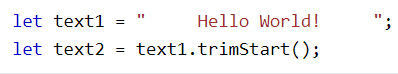 let text1 = "     Hello World!     ";
let text2 = text1.trimStart();